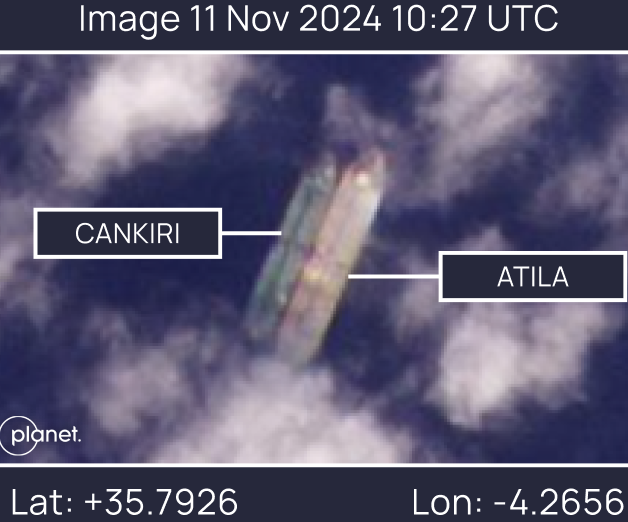 Image 11 Nov 2024 10:27 UTC
CANKIRI
ATILA
planet.
Lat: +35.7926
Lon: -4.2656